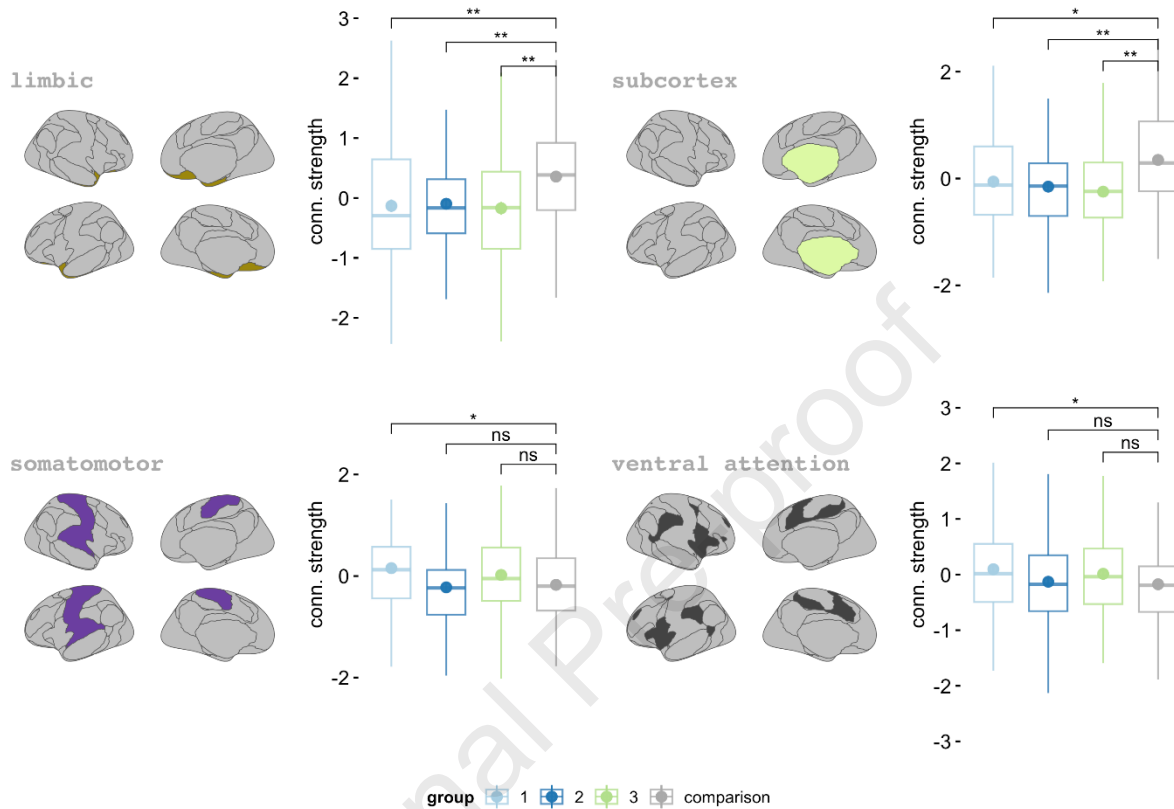 limbic
conn. strength
3
2
1
0
-1
-2
**
**
**
subcortex
conn. strength
2
0
-2
*
**
**
somatomotor
conn. strength
2
0
-2
*
ns
ns
ventral attention
conn. strength
3
2
1
0
-1
-2
-3
*
ns
ns
nal Pre-proof
group 1 2 3 comparison